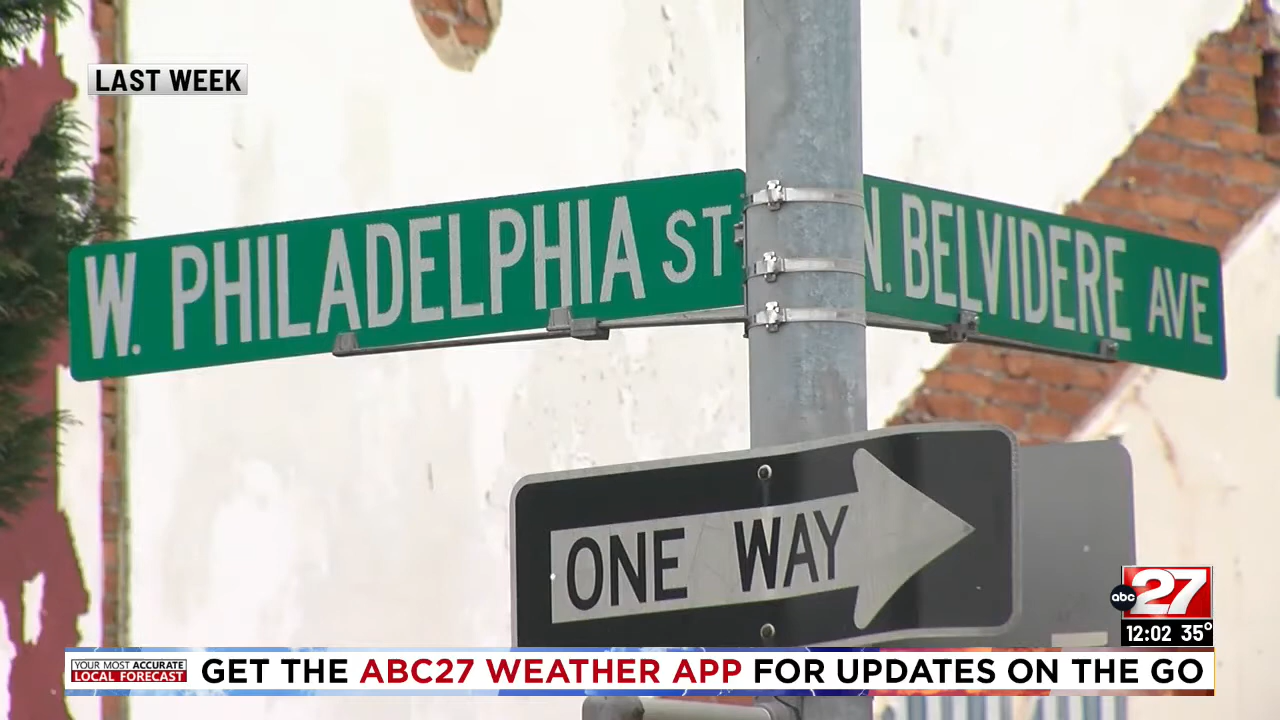 LAST WEEK
W. PHILADELPHIA ST
N. BELVIDERE AVE
ONE WAY
abc 27
12:02 35°
YOUR MOST ACCURATE
LOCAL FORECAST
GET THE ABC27 WEATHER APP FOR UPDATES ON THE GO